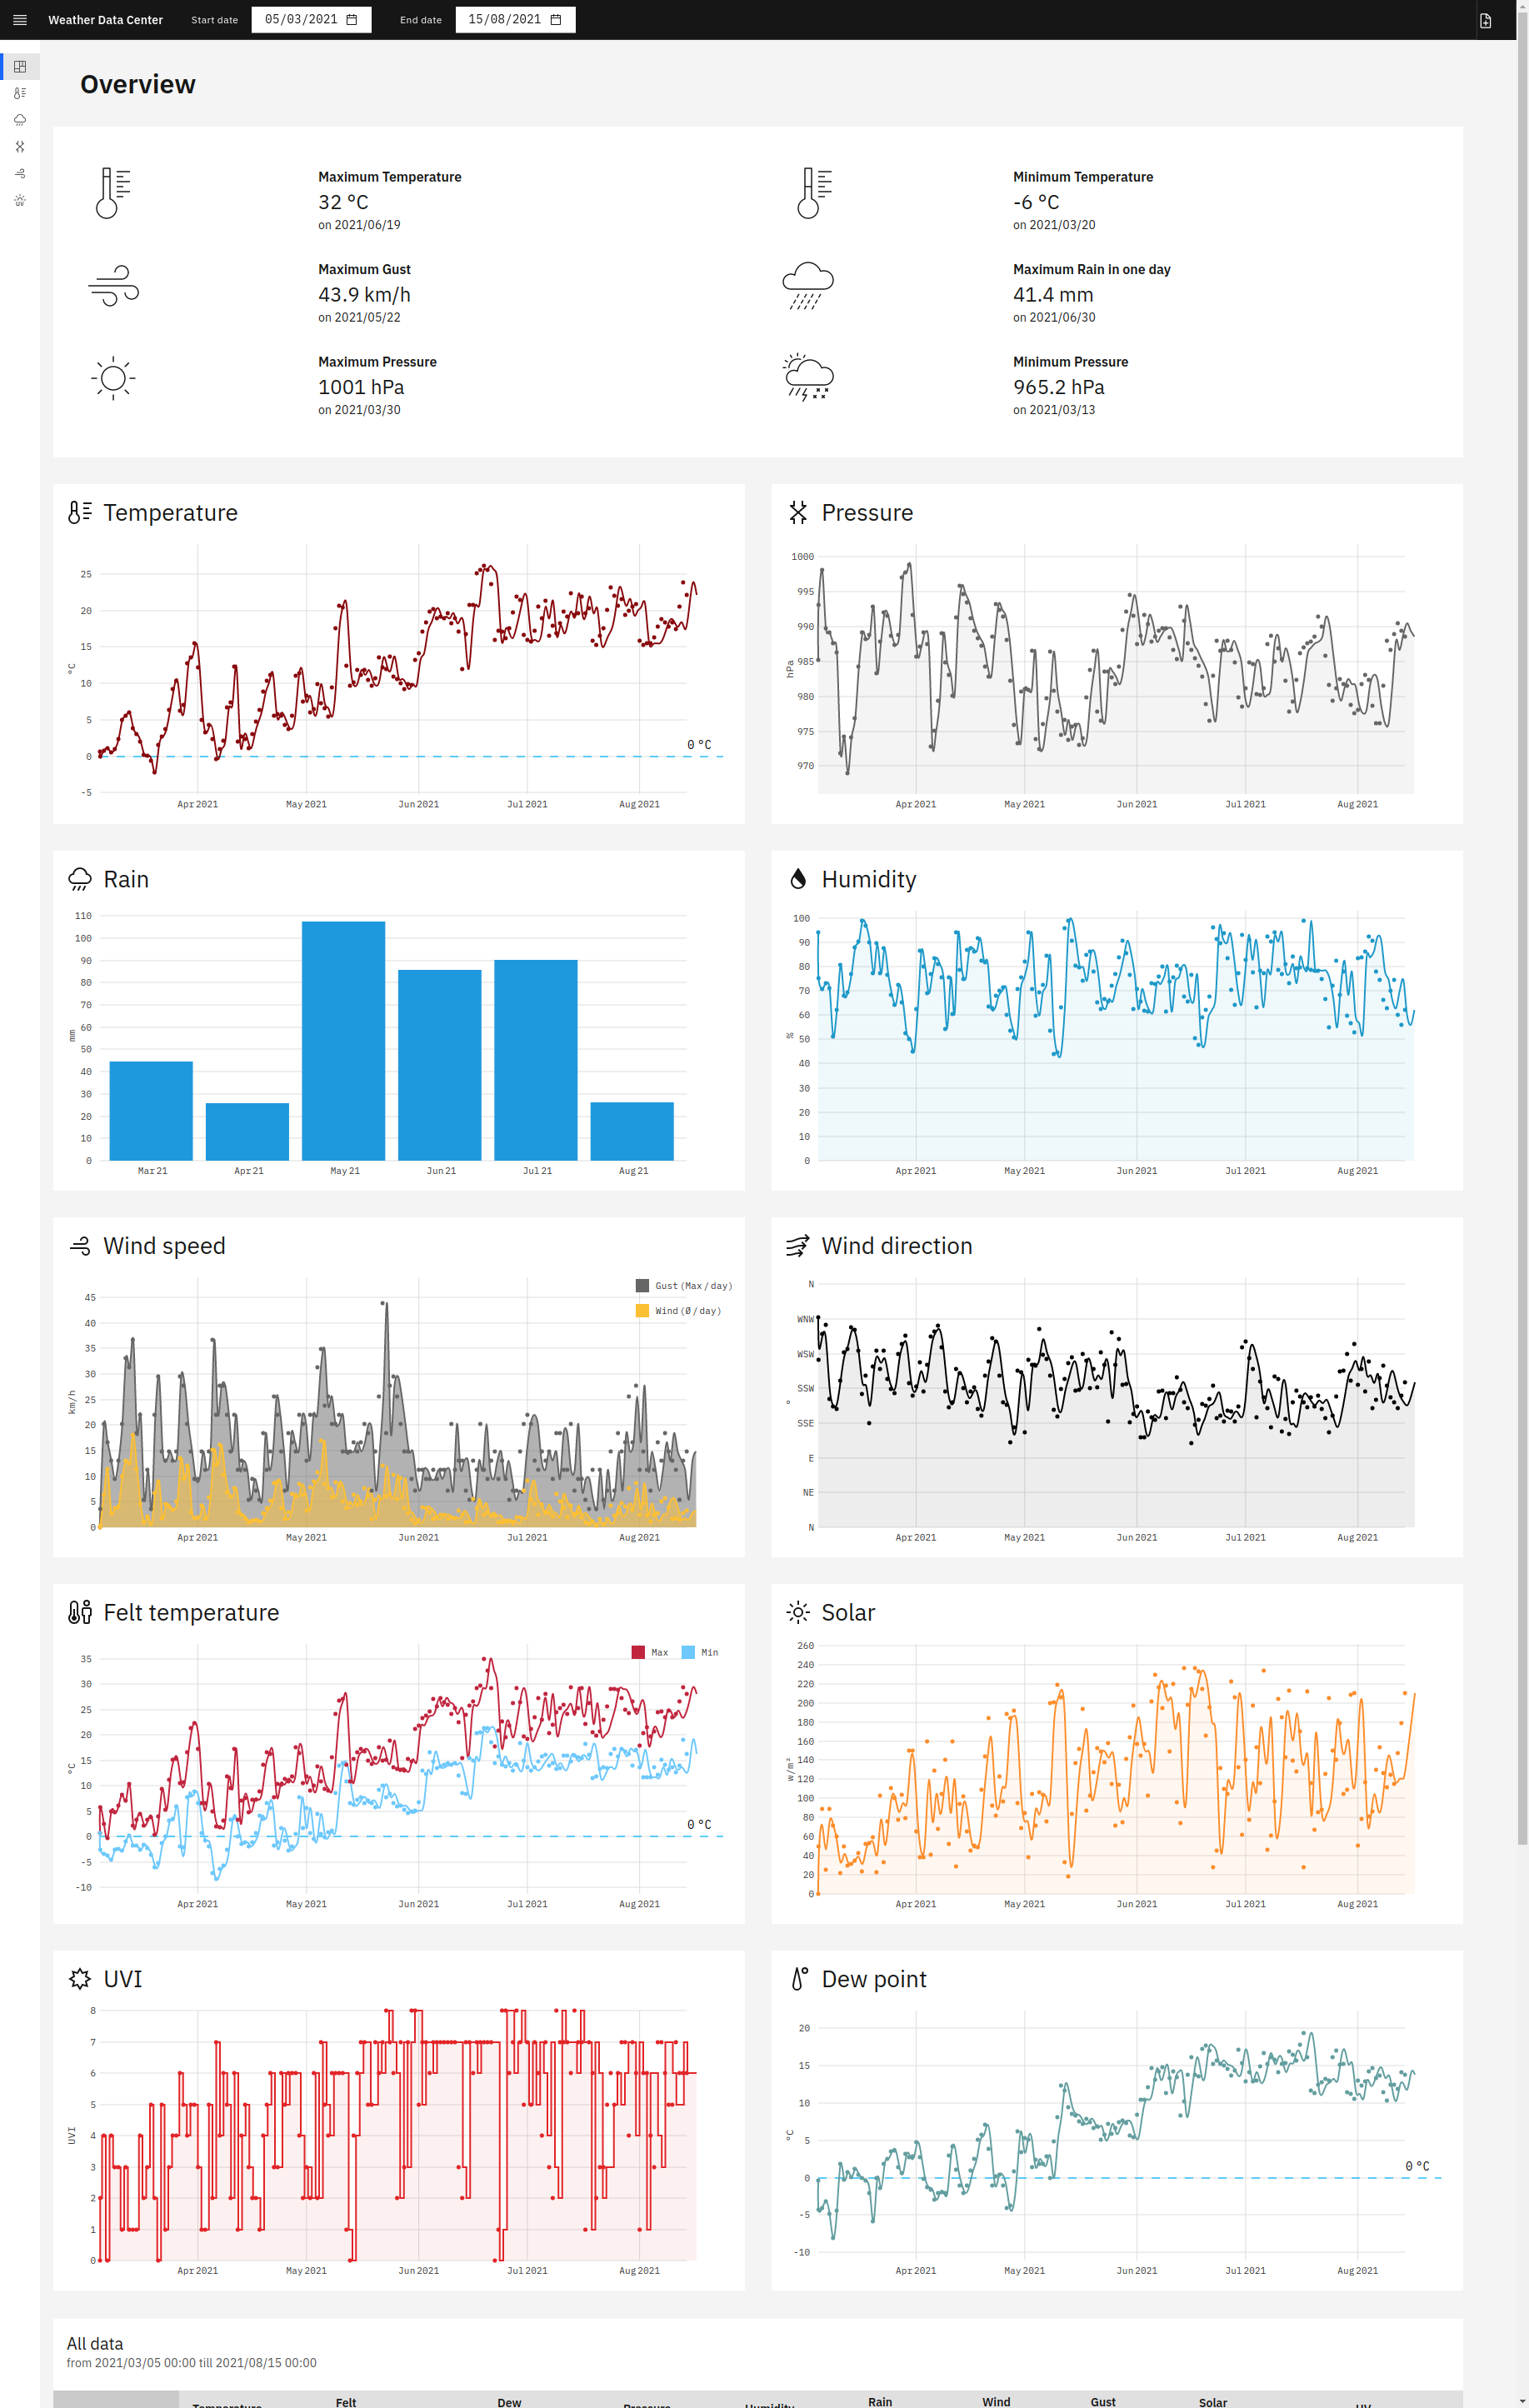 Weather Data Center Start date 05/03/2021 End date 15/08/2021
Overview
Maximum Temperature
32 °C
on 2021/06/19
Minimum Temperature
-6 °C
on 2021/03/20
Maximum Gust
43.9 km/h
on 2021/05/22
Maximum Rain in one day
41.4 mm
on 2021/06/30
Maximum Pressure
1001 hPa
on 2021/03/30
Minimum Pressure
965.2 hPa
on 2021/03/13
Temperature
25
20
15
10
5
0
-5
°C
0 °C
Apr 2021 May 2021 Jun 2021 Jul 2021 Aug 2021
Pressure
1000
995
990
985
980
975
970
hPa
Apr 2021 May 2021 Jun 2021 Jul 2021 Aug 2021
Rain
110
100
90
80
70
60
50
40
30
20
10
0
mm
Mar 21 Apr 21 May 21 Jun 21 Jul 21 Aug 21
Humidity
100
90
80
70
60
50
40
30
20
10
0
%
Apr 2021 May 2021 Jun 2021 Jul 2021 Aug 2021
Wind speed
Gust (Max / day)
Wind (Ø / day)
45
40
35
30
25
20
15
10
5
0
km/h
Apr 2021 May 2021 Jun 2021 Jul 2021 Aug 2021
Wind direction
N
WNW
WSW
SSW
SSE
E
NE
N
°
Apr 2021 May 2021 Jun 2021 Jul 2021 Aug 2021
Felt temperature
Max Min
35
30
25
20
15
10
5
0
-5
-10
°C
0 °C
Apr 2021 May 2021 Jun 2021 Jul 2021 Aug 2021
Solar
260
240
220
200
180
160
140
120
100
80
60
40
20
0
w/m²
Apr 2021 May 2021 Jun 2021 Jul 2021 Aug 2021
UVI
8
7
6
5
4
3
2
1
0
UVI
Apr 2021 May 2021 Jun 2021 Jul 2021 Aug 2021
Dew point
20
15
10
5
0
-5
-10
°C
0 °C
Apr 2021 May 2021 Jun 2021 Jul 2021 Aug 2021
All data
from 2021/03/05 00:00 till 2021/08/15 00:00
Temperature Felt Dew Pressure Humidity Rain Wind Gust Solar UV